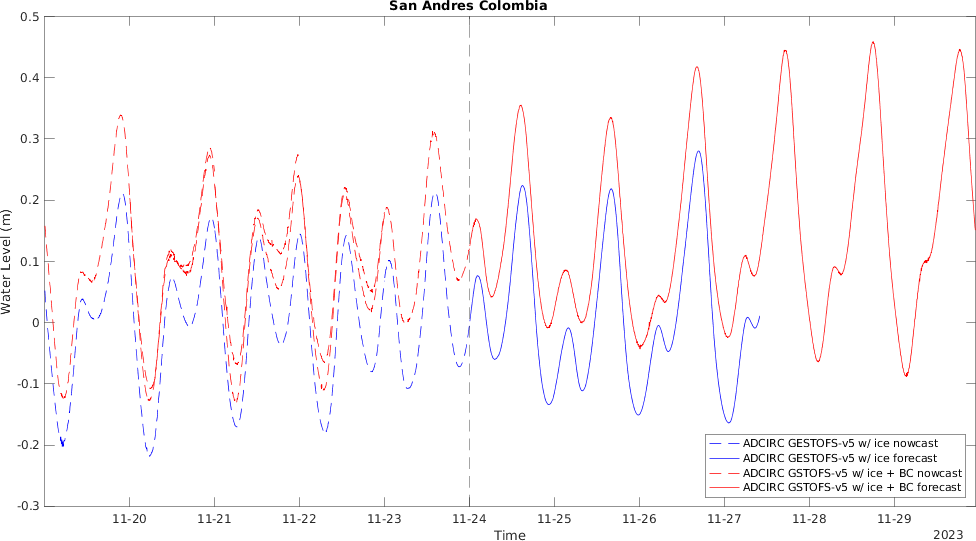 San Andres Colombia
0.5
0.4
0.3
0.2
0.1
0
-0.1
-0.2
-0.3
Water Level (m)
11-20 11-21 11-22 11-23 11-24 11-25 11-26 11-27 11-28 11-29
Time
2023
ADCIRC GESTOFS-v5 w/ ice nowcast
ADCIRC GESTOFS-v5 w/ ice forecast
ADCIRC GSTOFS-v5 w/ ice + BC nowcast
ADCIRC GSTOFS-v5 w/ ice + BC forecast